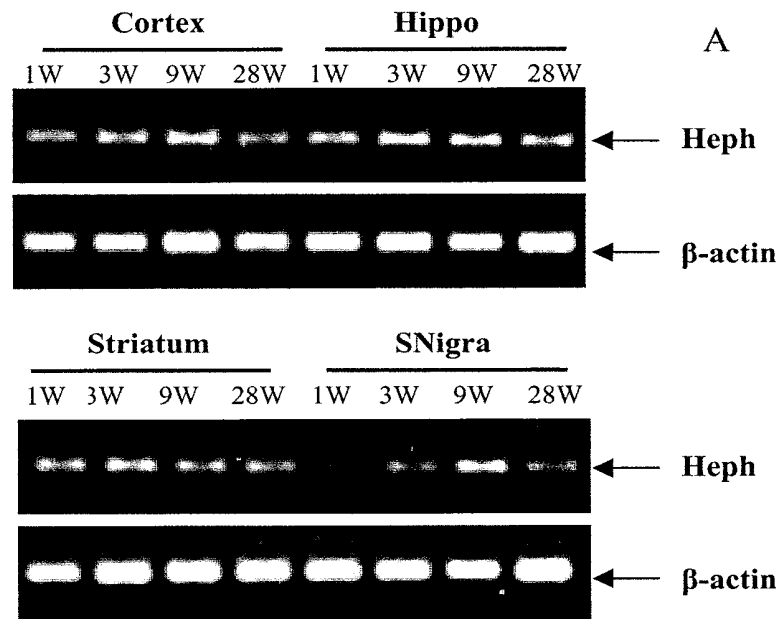 Cortex Hippo
A
1W 3W 9W 28W 1W 3W 9W 28W
Heph
β-actin
Striatum SNigra
1W 3W 9W 28W 1W 3W 9W 28W
Heph
β-actin